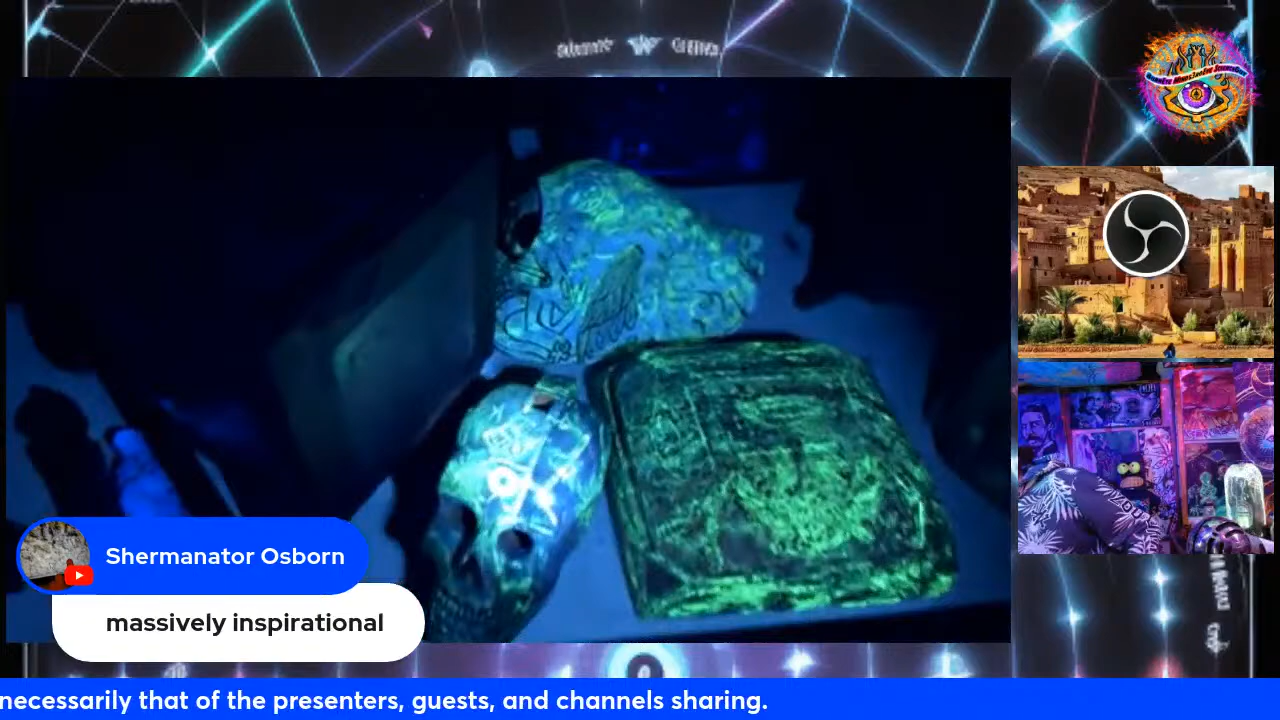 Shermanator Osborn
massively inspirational
necessarily that of the presenters, guests, and channels sharing.